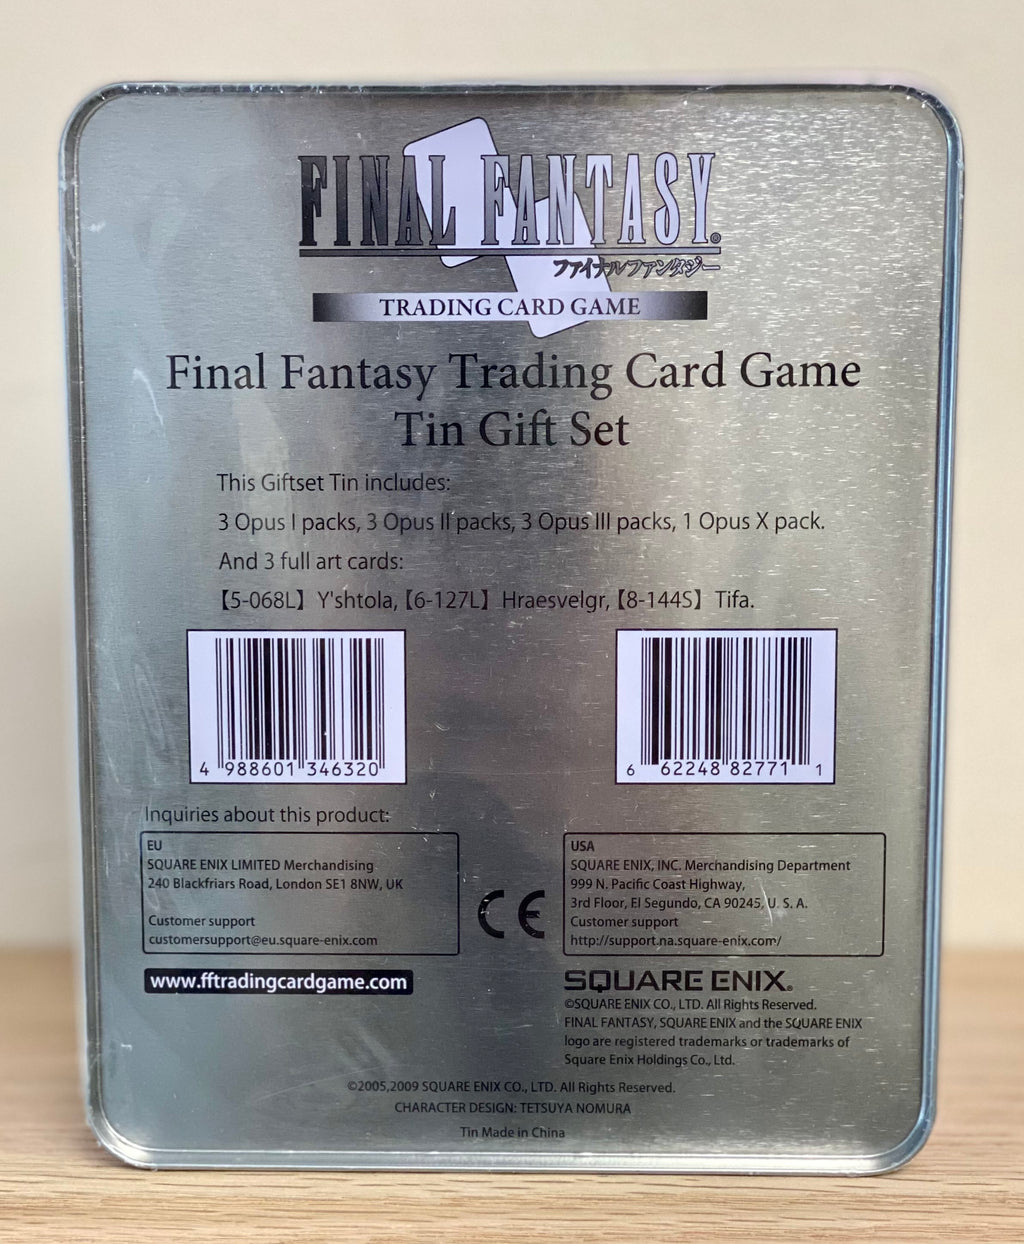 FINAL FANTASY®
ファイナルファンタジー
TRADING CARD GAME
Final Fantasy Trading Card Game
Tin Gift Set
This Giftset Tin includes:
3 Opus I packs, 3 Opus II packs, 3 Opus III packs, 1 Opus X pack.
And 3 full art cards:
【5-068L】 Y'shtola,【6-127L】 Hraesvelgr,【8-144S】 Tifa.
4 988601 346320
6 62248 82771 1
Inquiries about this product:
EU
SQUARE ENIX LIMITED Merchandising
240 Blackfriars Road, London SE1 8NW, UK
Customer support
customersupport@eu.square-enix.com
CE
USA
SQUARE ENIX, INC. Merchandising Department
999 N. Pacific Coast Highway,
3rd Floor, El Segundo, CA 90245, U. S. A.
Customer support
http://support.na.square-enix.com/
www.fftradingcardgame.com
SQUARE ENIX®
©SQUARE ENIX CO., LTD. All Rights Reserved.
FINAL FANTASY, SQUARE ENIX and the SQUARE ENIX
logo are registered trademarks or trademarks of
Square Enix Holdings Co., Ltd.
©2005,2009 SQUARE ENIX CO., LTD. All Rights Reserved.
CHARACTER DESIGN: TETSUYA NOMURA
Tin Made in China